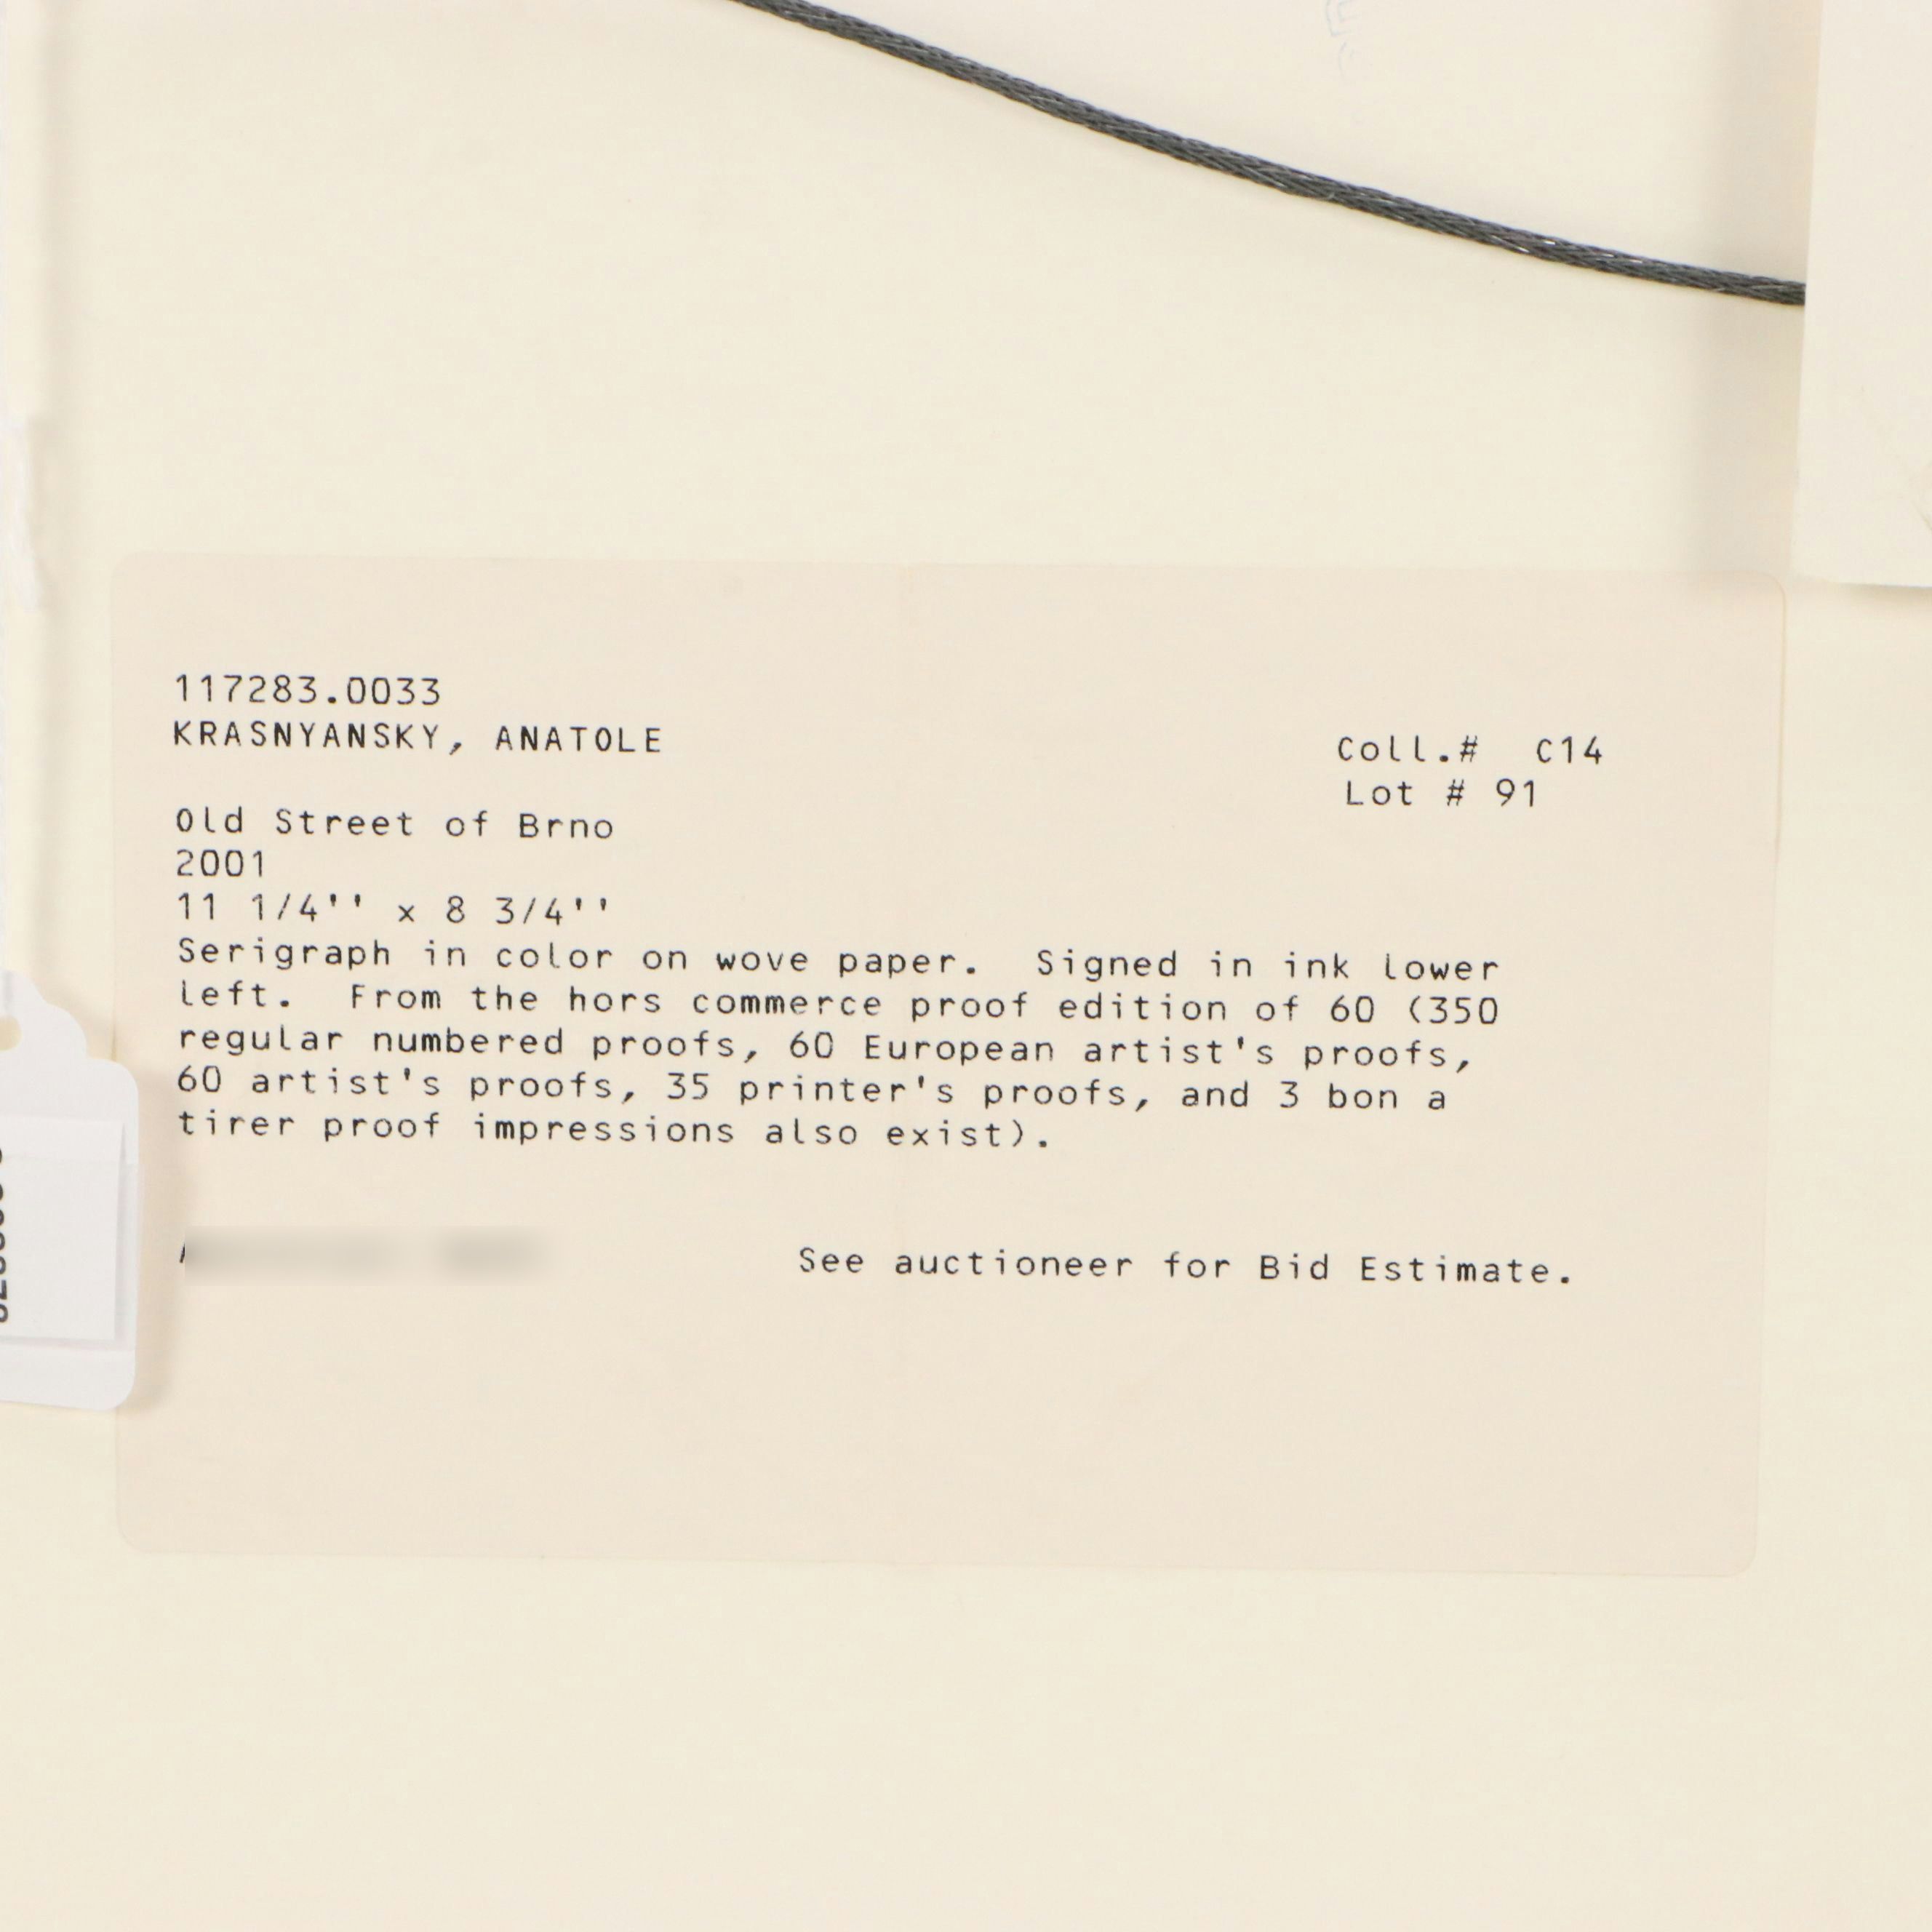 117283.0033
KRASNYANSKY, ANATOLE
Coll.#  C14
Lot # 91
Old Street of Brno
2001
11 1/4'' x 8 3/4''
Serigraph in color on wove paper.  Signed in ink lower
left.  From the hors commerce proof edition of 60 (350
regular numbered proofs, 60 European artist's proofs,
60 artist's proofs, 35 printer's proofs, and 3 bon a
tirer proof impressions also exist).
See auctioneer for Bid Estimate.